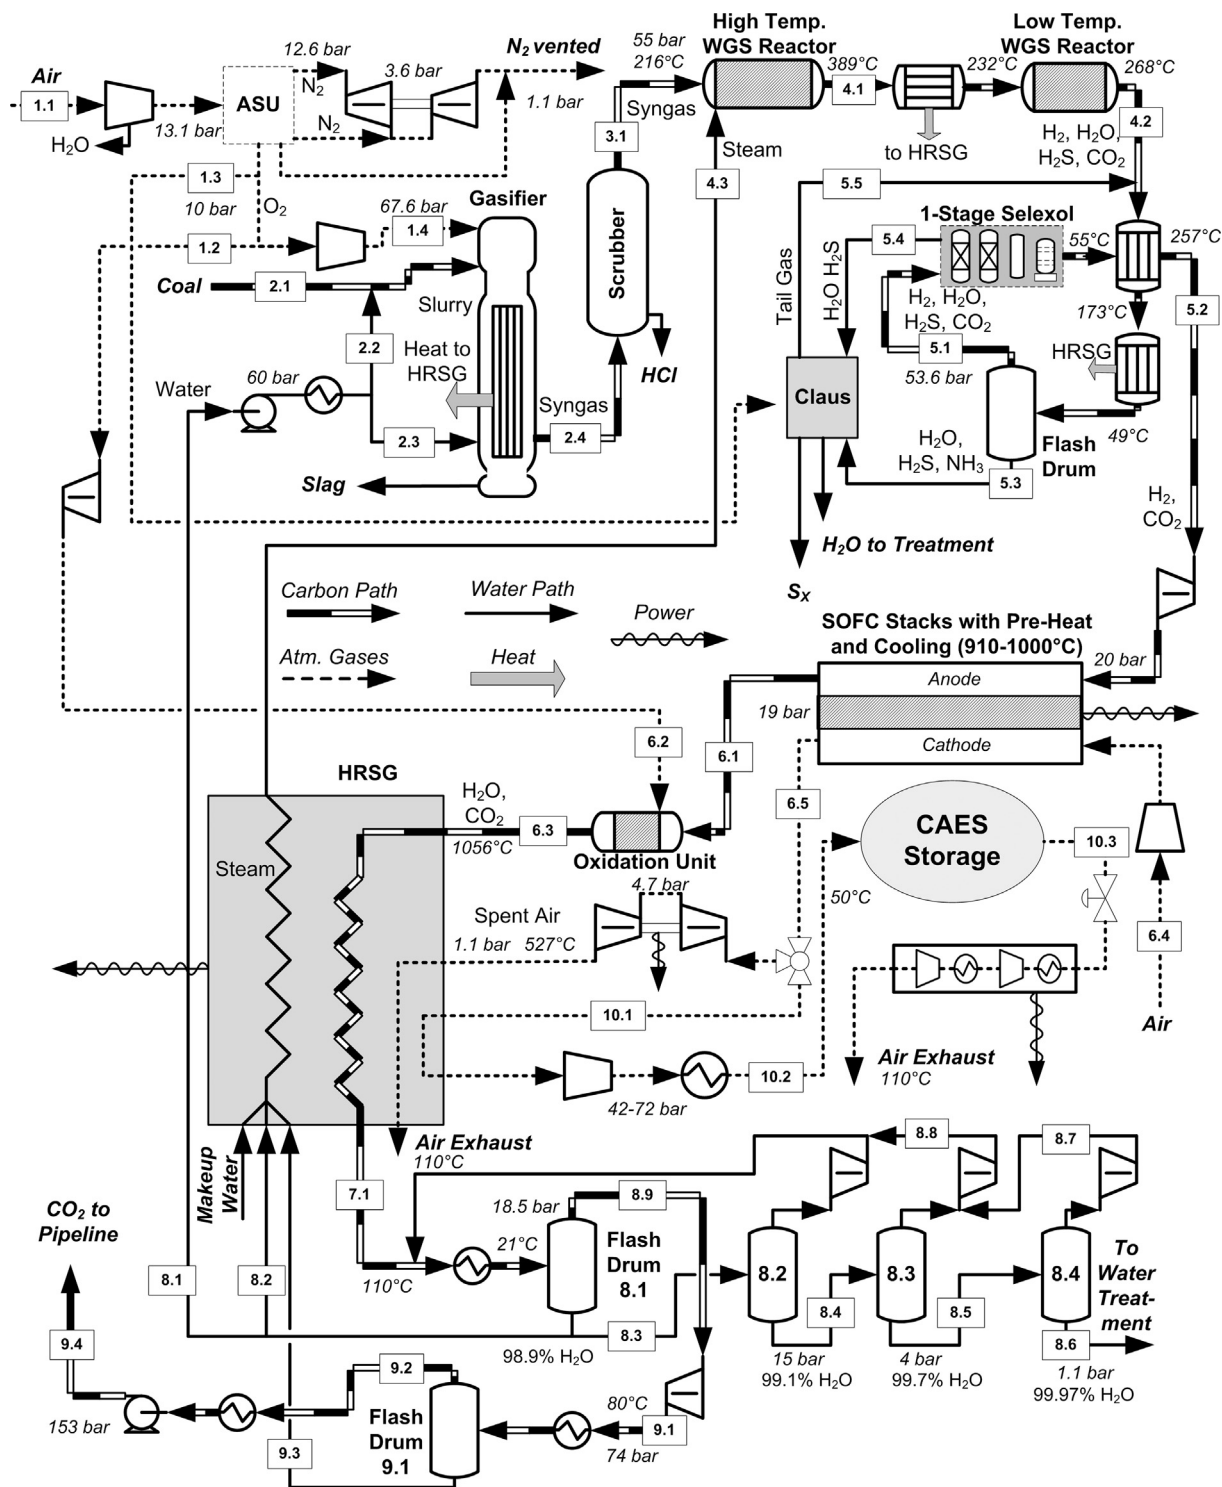 High Temp.
WGS Reactor
Low Temp.
WGS Reactor
Air
1.1
13.1 bar
H₂O
ASU
12.6 bar
N₂
3.6 bar
N₂
N₂ vented
1.1 bar
55 bar
216°C
Syngas
3.1
389°C
4.1
to HRSG
232°C
268°C
4.2
H₂, H₂O,
H₂S, CO₂
Steam
4.3
5.5
1.3
10 bar
O₂
1.2
67.6 bar
1.4
Gasifier
Coal
2.1
Slurry
2.2
Heat to
HRSG
Water
60 bar
2.3
Slag
Syngas
2.4
Scrubber
HCl
1-Stage Selexol
5.4
55°C
257°C
5.2
Tail Gas
H₂O H₂S
H₂, H₂O,
H₂S, CO₂
173°C
5.1
53.6 bar
HRSG
Claus
49°C
Flash
Drum
H₂O,
H₂S, NH₃
5.3
H₂O to Treatment
Sₓ
H₂,
CO₂
Carbon Path
Water Path
Power
Atm. Gases
Heat
SOFC Stacks with Pre-Heat
and Cooling (910-1000°C)
20 bar
Anode
19 bar
Cathode
6.2
6.1
6.5
HRSG
H₂O,
CO₂
6.3
1056°C
Oxidation Unit
Steam
4.7 bar
Spent Air
1.1 bar
527°C
CAES
Storage
10.3
50°C
6.4
Air
10.1
Air Exhaust
110°C
10.2
42-72 bar
Air Exhaust
110°C
Makeup
Water
7.1
110°C
21°C
18.5 bar
8.9
Flash
Drum
8.1
8.8
8.7
8.2
8.3
8.4
To
Water
Treat-
ment
CO₂ to
Pipeline
8.1
8.2
8.3
98.9% H₂O
8.4
15 bar
99.1% H₂O
8.5
4 bar
99.7% H₂O
8.6
1.1 bar
99.97% H₂O
9.4
153 bar
9.2
9.3
Flash
Drum
9.1
80°C
9.1
74 bar